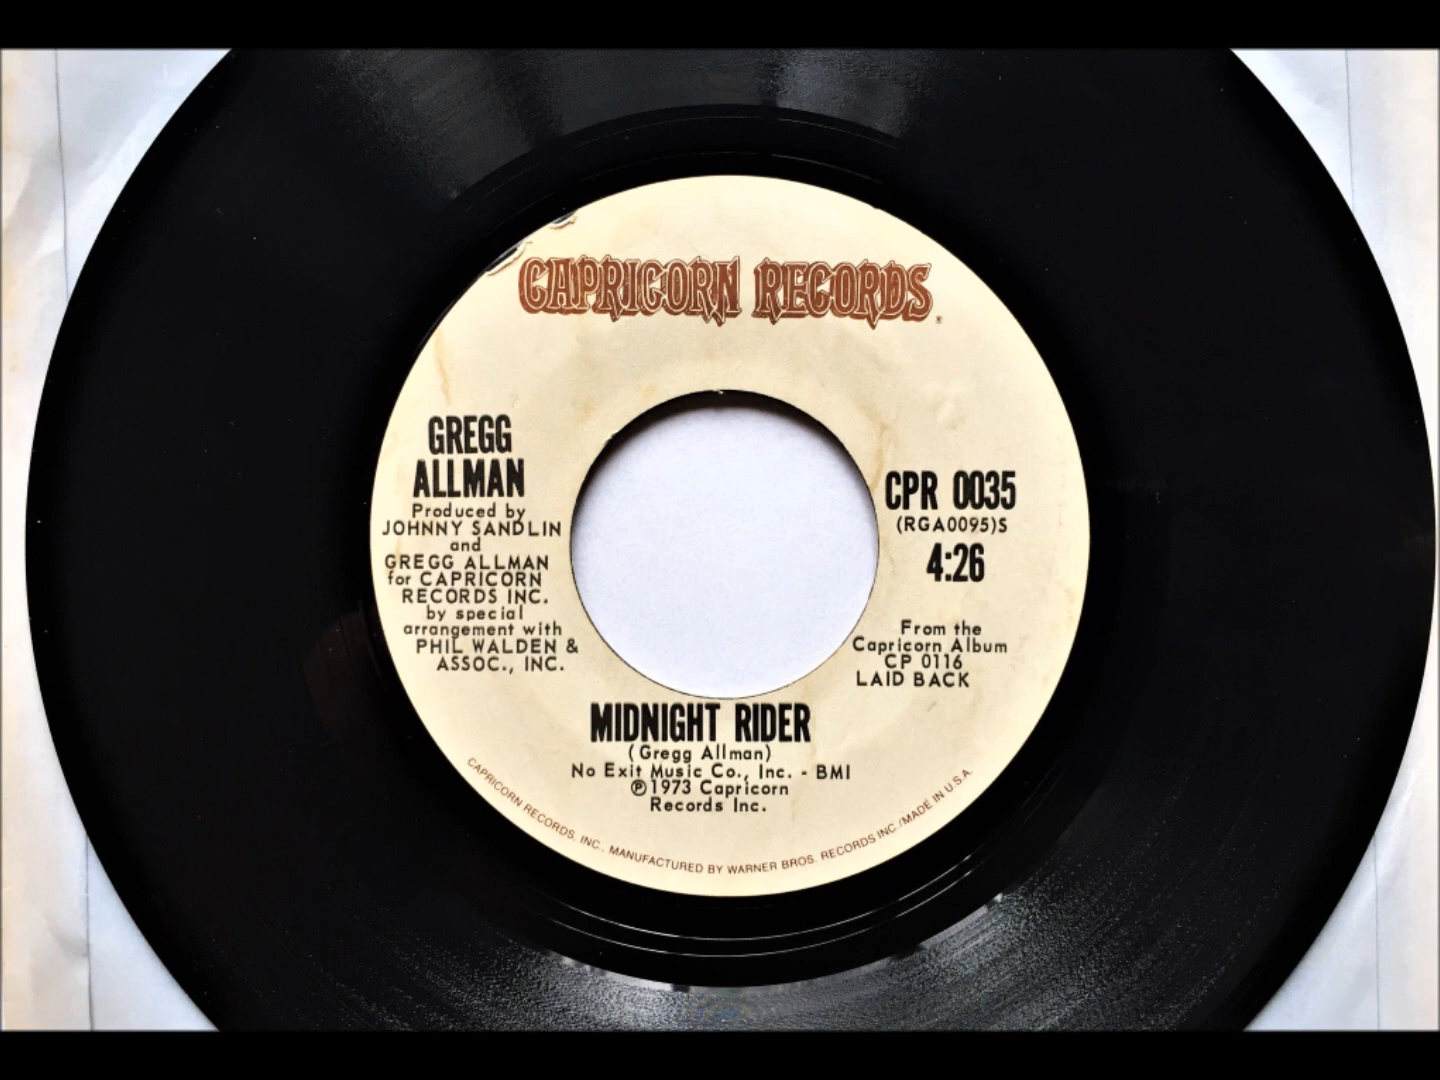 CAPRICORN RECORDS®
GREGG
ALLMAN
Produced by
JOHNNY SANDLIN
and
GREGG ALLMAN
for CAPRICORN
RECORDS INC.
by special
arrangement with
PHIL WALDEN &
ASSOC., INC.
CPR 0035
(RGA0095)S
4:26
From the
Capricorn Album
CP 0116
LAID BACK
MIDNIGHT RIDER
(Gregg Allman)
No Exit Music Co., Inc. - BMI
℗1973 Capricorn
Records Inc.
CAPRICORN RECORDS, INC., MANUFACTURED BY WARNER BROS. RECORDS INC./MADE IN U.S.A.